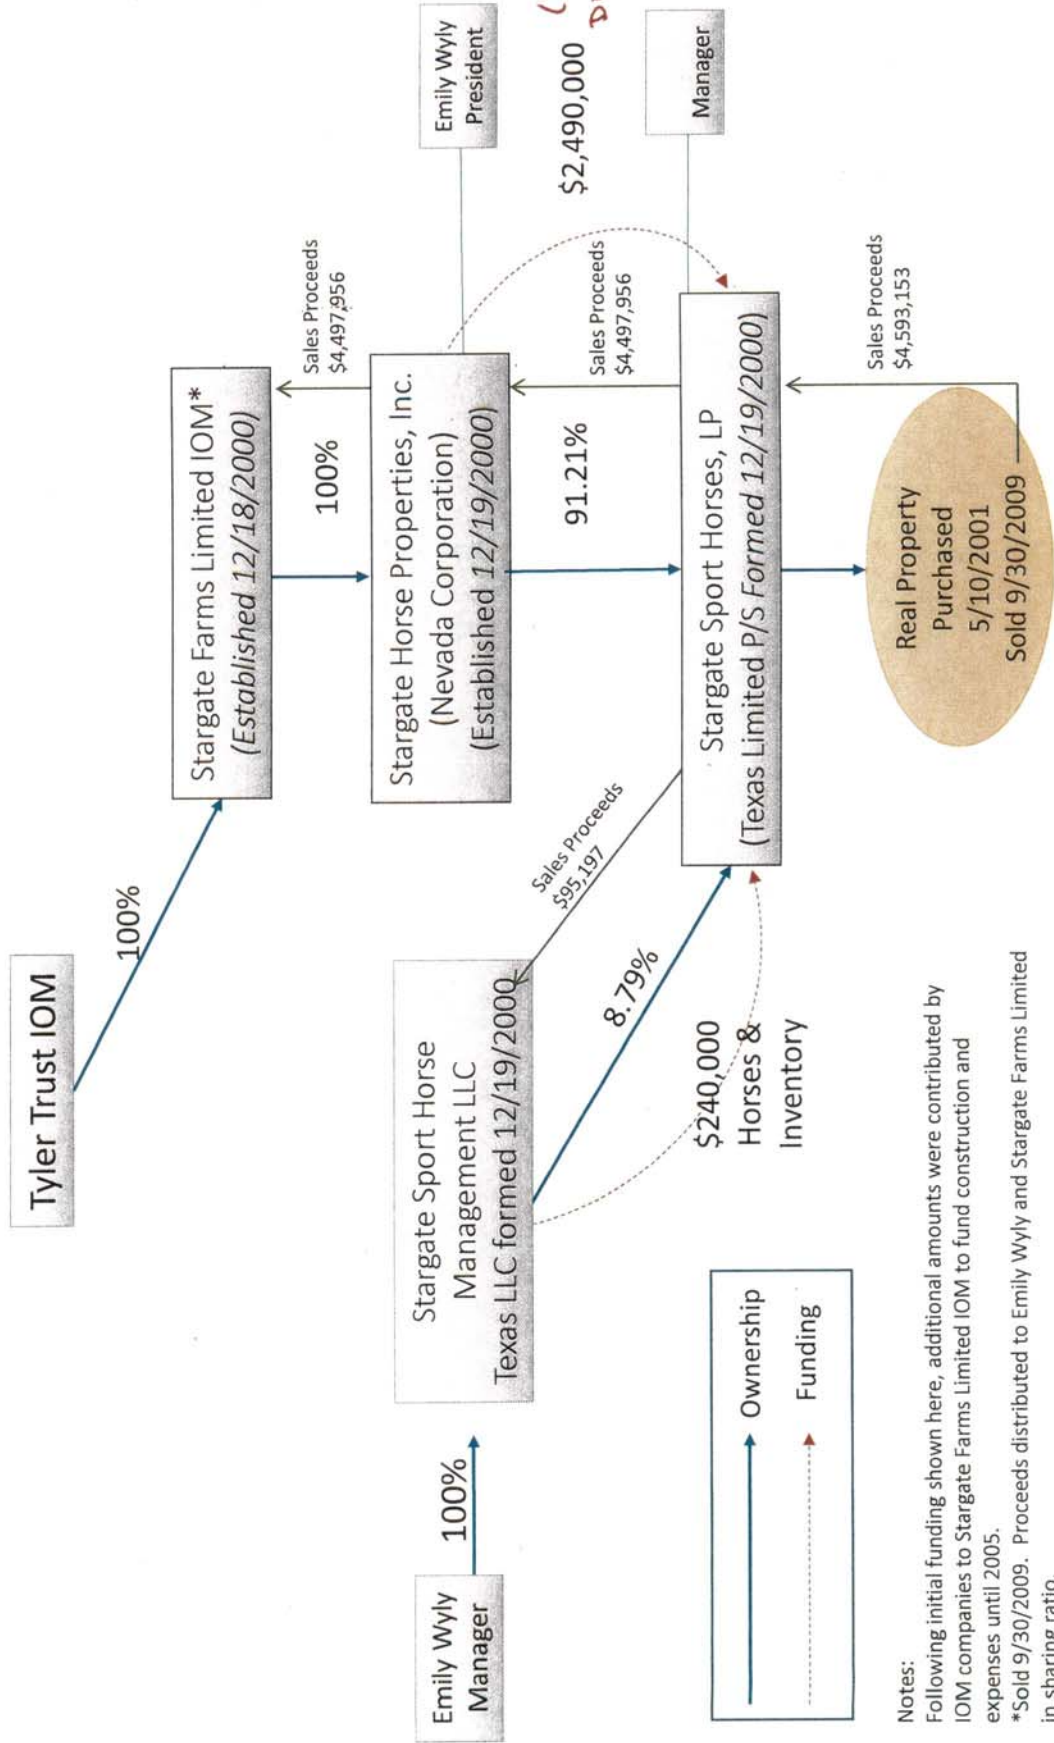 Tyler Trust IOM
100%
Stargate Farms Limited IOM*
(Established 12/18/2000)
100%
Sales Proceeds
$4,497,956
Stargate Horse Properties, Inc.
(Nevada Corporation)
(Established 12/19/2000)
Emily Wyly
President
91.21%
Sales Proceeds
$4,497,956
$2,490,000
Emily Wyly
Manager
100%
Stargate Sport Horse
Management LLC
Texas LLC formed 12/19/2000
Sales Proceeds
$95,197
8.79%
$240,000
Horses &
Inventory
Stargate Sport Horses, LP
(Texas Limited P/S Formed 12/19/2000)
Manager
Sales Proceeds
$4,593,153
Real Property
Purchased
5/10/2001
Sold 9/30/2009
Ownership
Funding
Notes:
Following initial funding shown here, additional amounts were contributed by
IOM companies to Stargate Farms Limited IOM to fund construction and
expenses until 2005.
*Sold 9/30/2009. Proceeds distributed to Emily Wyly and Stargate Farms Limited
in sharing ratio.